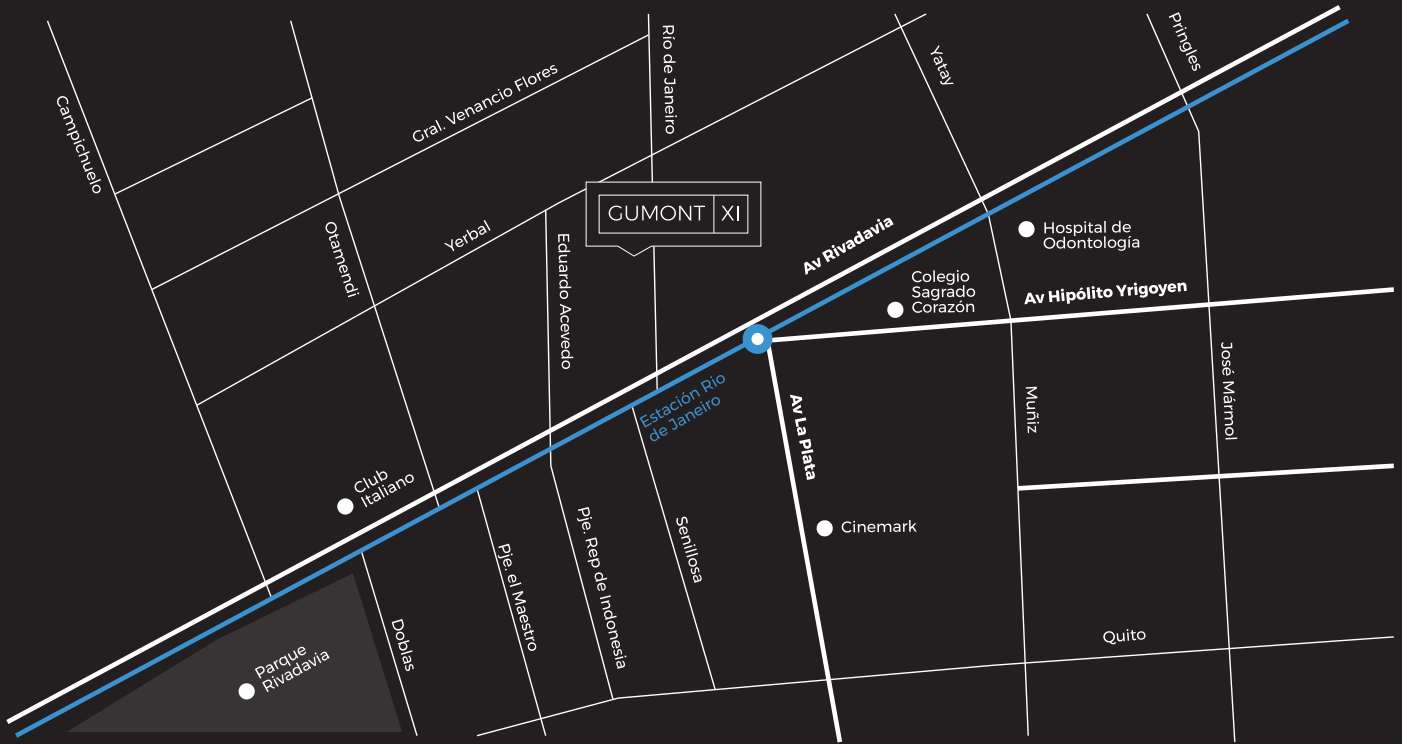 Pringles
Río de Janeiro
Yatay
Gral. Venancio Flores
Campichuelo
GUMONT XI
Otamendi
Yerbal
Eduardo Acevedo
Av Rivadavia
Hospital de
Odontología
Colegio
Sagrado
Corazón
Av Hipólito Yrigoyen
Estación Rio
de Janeiro
Av La Plata
Muñiz
José Mármol
Club
Italiano
Pje. el Maestro
Pje. Rep de Indonesia
Senillosa
Cinemark
Doblas
Quito
Parque
Rivadavia